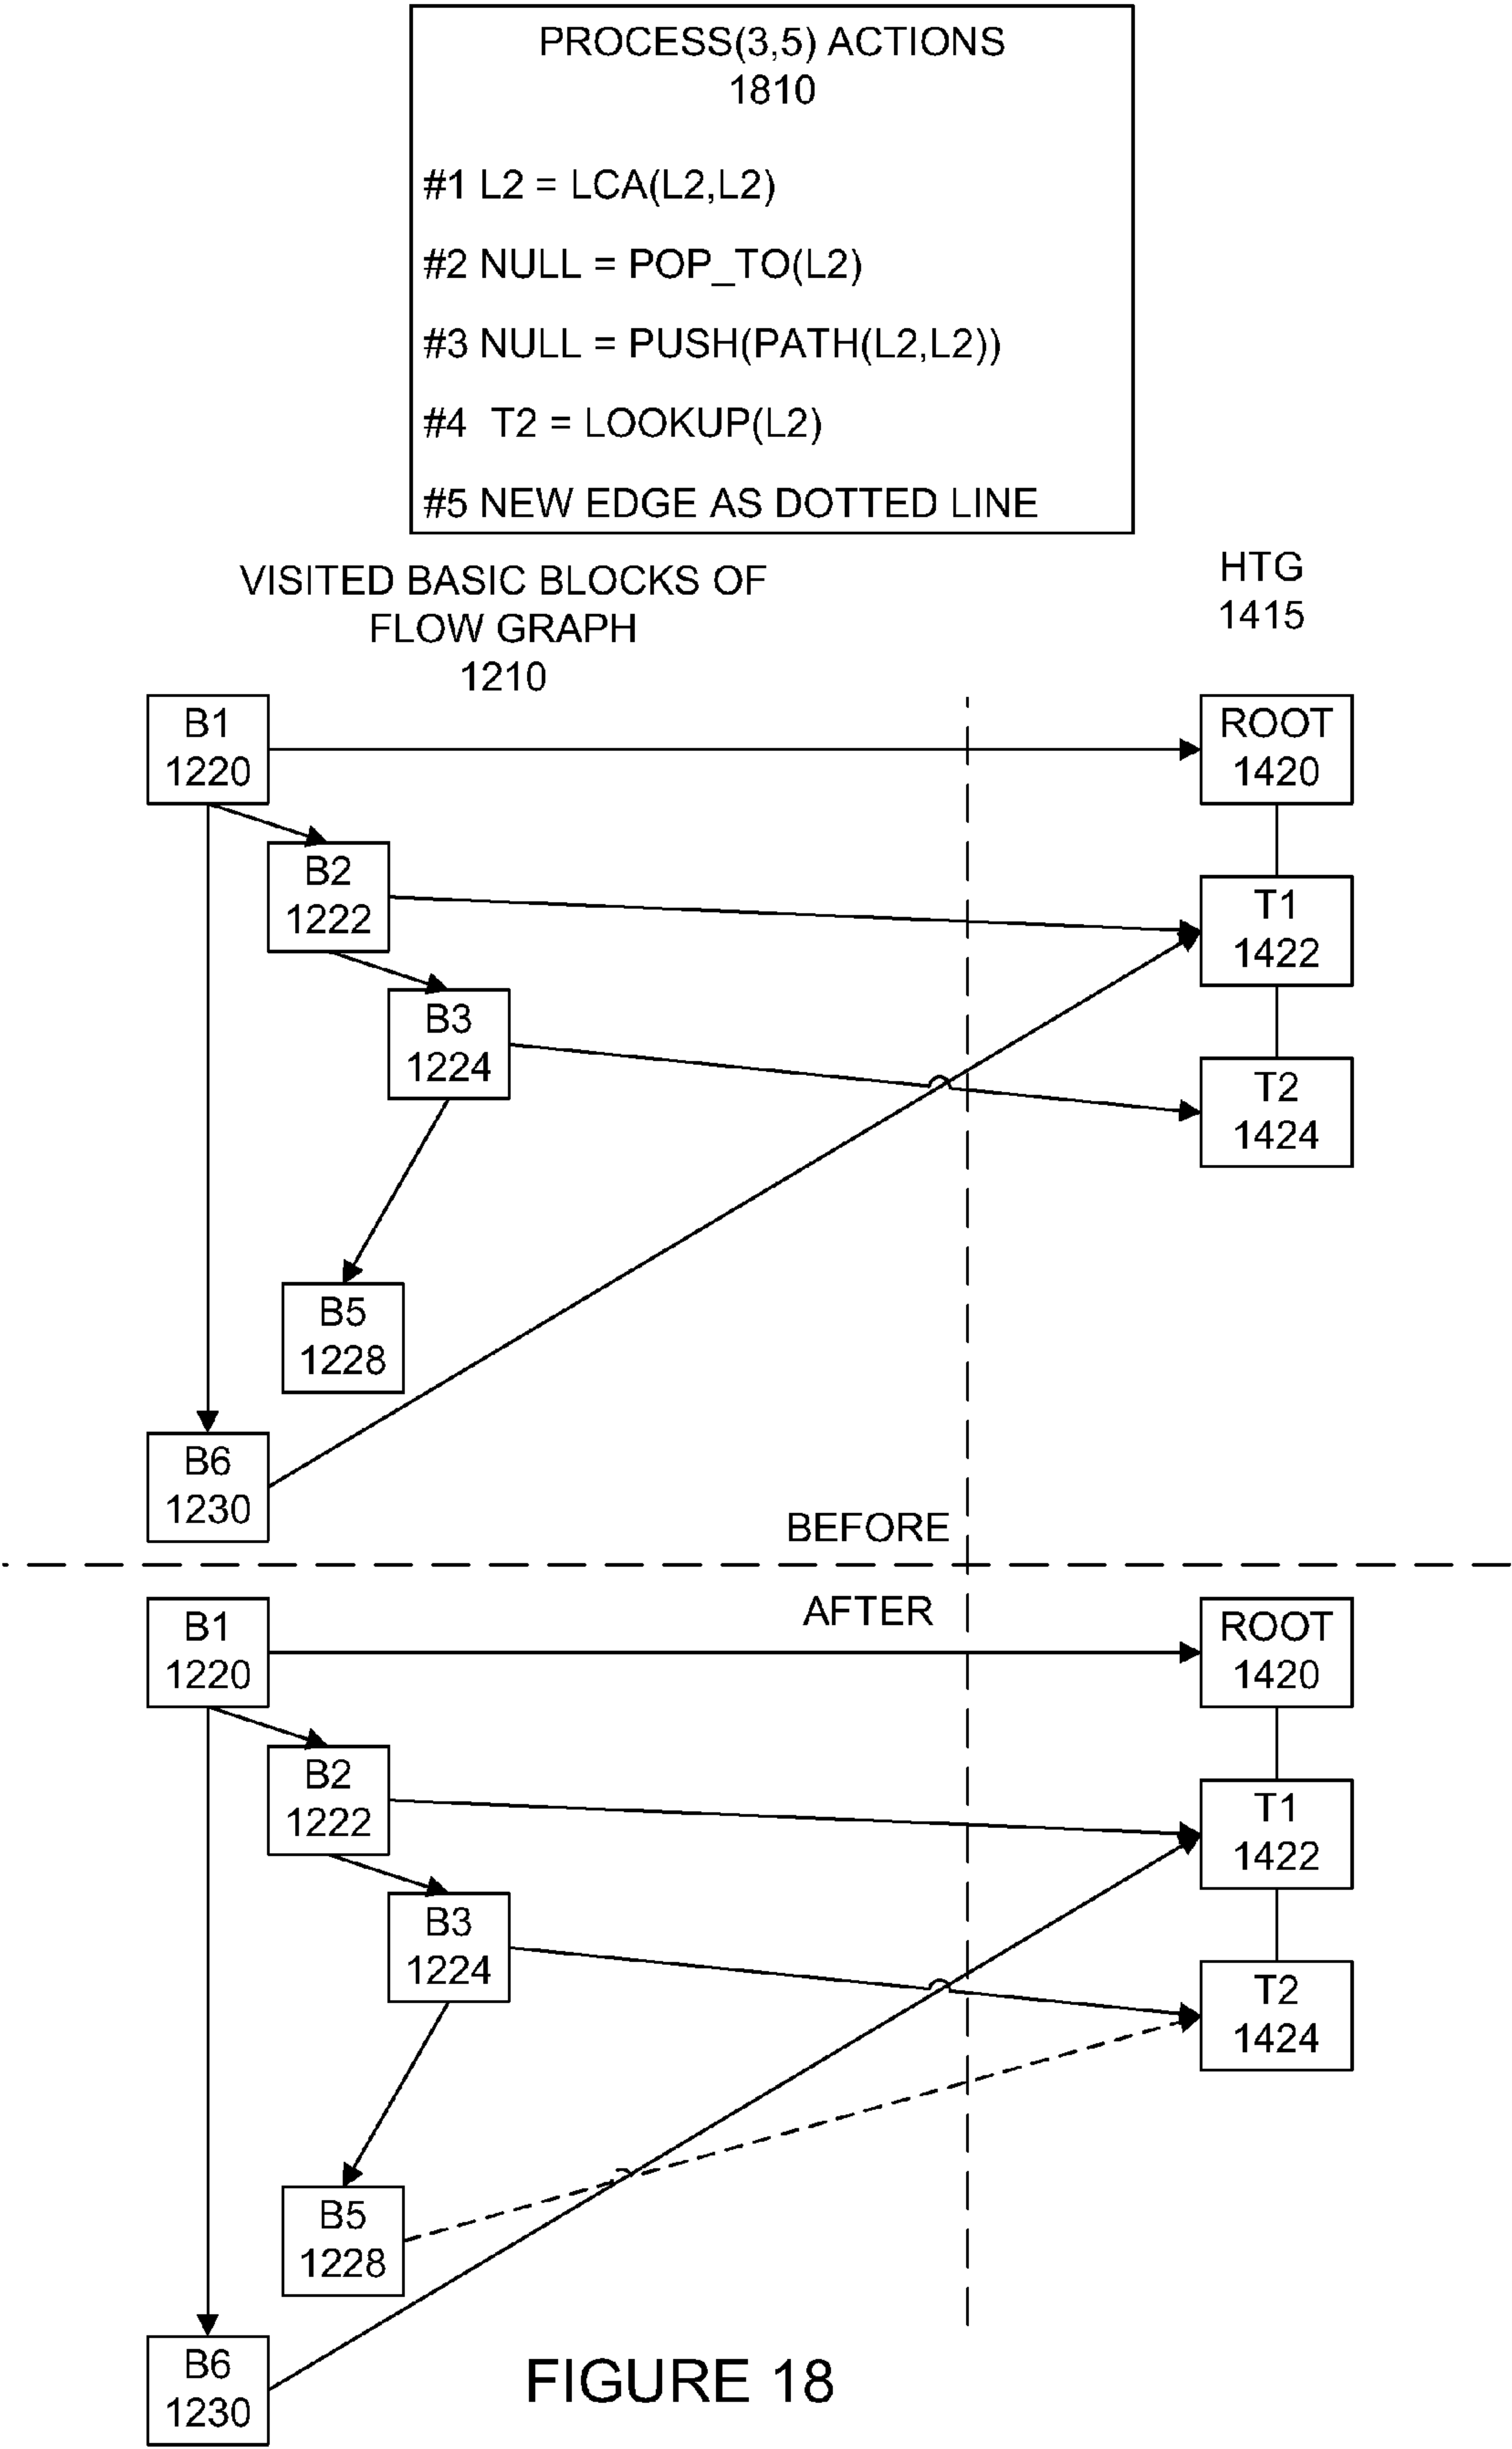 PROCESS(3,5) ACTIONS
1810
#1 L2 = LCA(L2,L2)
#2 NULL = POP_TO(L2)
#3 NULL = PUSH(PATH(L2,L2))
#4 T2 = LOOKUP(L2)
#5 NEW EDGE AS DOTTED LINE
VISITED BASIC BLOCKS OF
FLOW GRAPH
1210
HTG
1415
B1
1220
ROOT
1420
B2
1222
T1
1422
B3
1224
T2
1424
B5
1228
B6
1230
BEFORE
AFTER
B1
1220
ROOT
1420
B2
1222
T1
1422
B3
1224
T2
1424
B5
1228
B6
1230
FIGURE 18